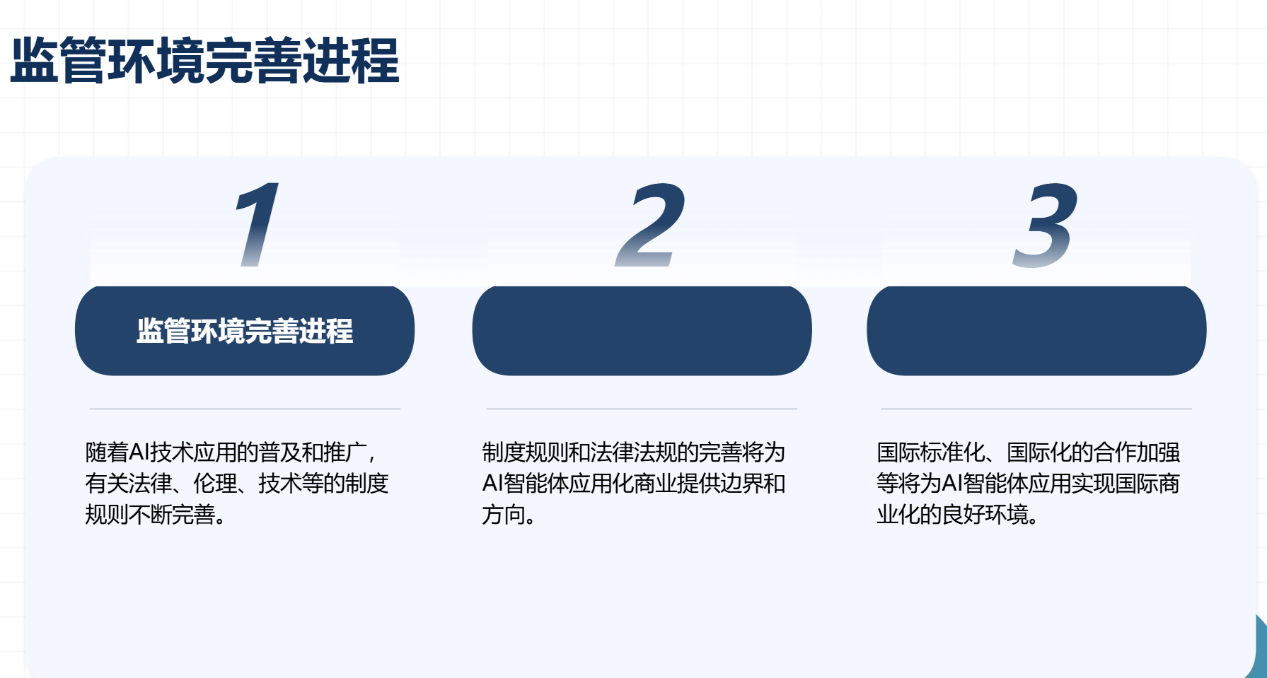 监管环境完善进程
1
2
3
监管环境完善进程
随着AI技术应用的普及和推广，
有关法律、伦理、技术等的制度
规则不断完善。
制度规则和法律法规的完善将为
AI智能体应用化商业提供边界和
方向。
国际标准化、国际化的合作加强
等将为AI智能体应用实现国际商
业化的良好环境。